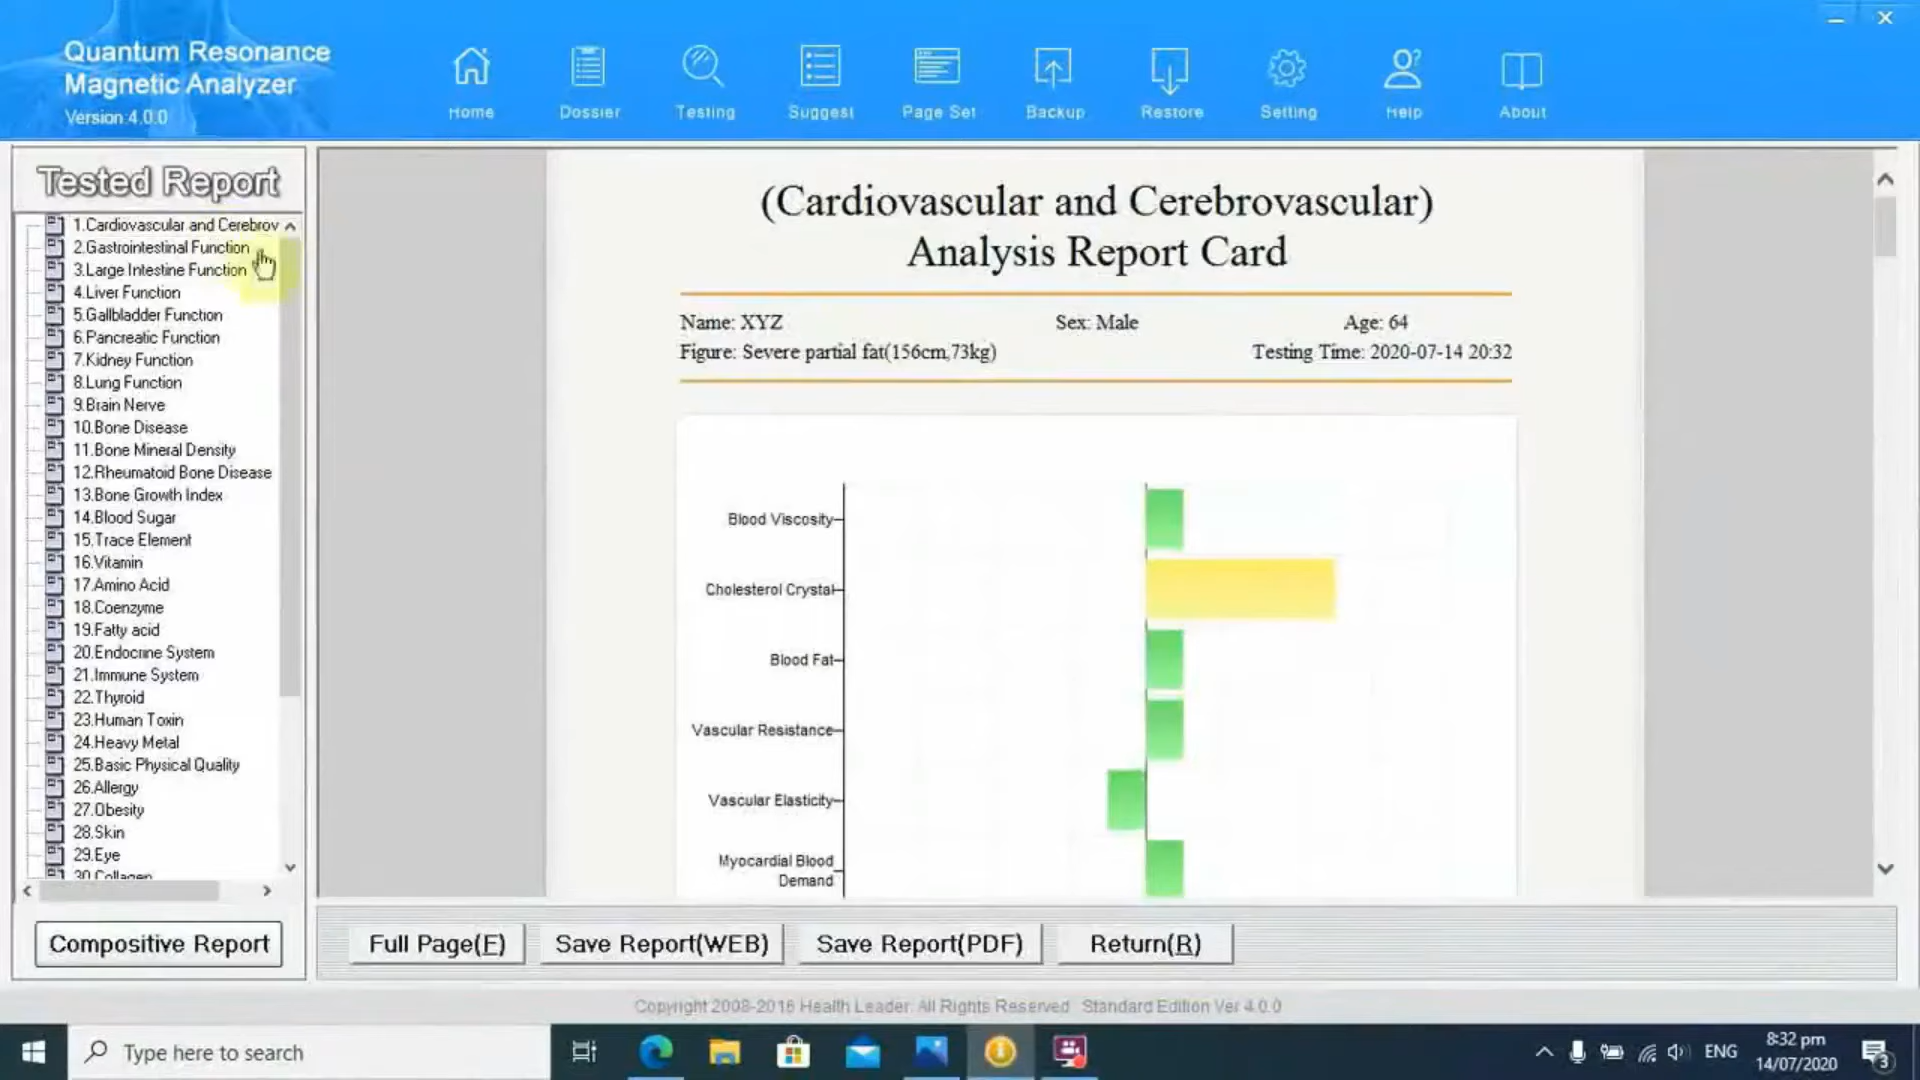 Quantum Resonance
Magnetic Analyzer
Version 4.0.0
Home
Dossier
Testing
Suggest
Page Set
Backup
Restore
Setting
Help
About
Tested Report
1.Cardiovascular and Cerebrov
2.Gastrointestinal Function
3.Large Intestine Function
4.Liver Function
5.Gallbladder Function
6.Pancreatic Function
7.Kidney Function
8.Lung Function
9.Brain Nerve
10.Bone Disease
11.Bone Mineral Density
12.Rheumatoid Bone Disease
13.Bone Growth Index
14.Blood Sugar
15.Trace Element
16.Vitamin
17.Amino Acid
18.Coenzyme
19.Fatty acid
20.Endocrine System
21.Immune System
22.Thyroid
23.Human Toxin
24.Heavy Metal
25.Basic Physical Quality
26.Allergy
27.Obesity
28.Skin
29.Eye
30.Collagen
Compositive Report
(Cardiovascular and Cerebrovascular)
Analysis Report Card
Name: XYZ Sex: Male Age: 64
Figure: Severe partial fat(156cm,73kg) Testing Time: 2020-07-14 20:32
Blood Viscosity
Cholesterol Crystal
Blood Fat
Vascular Resistance
Vascular Elasticity
Myocardial Blood
Demand
Full Page(F) Save Report(WEB) Save Report(PDF) Return(R)
Copyright 2008-2016 Health Leader. All Rights Reserved Standard Edition Ver 4.0.0
Type here to search
ENG
8:32 pm
14/07/2020
3